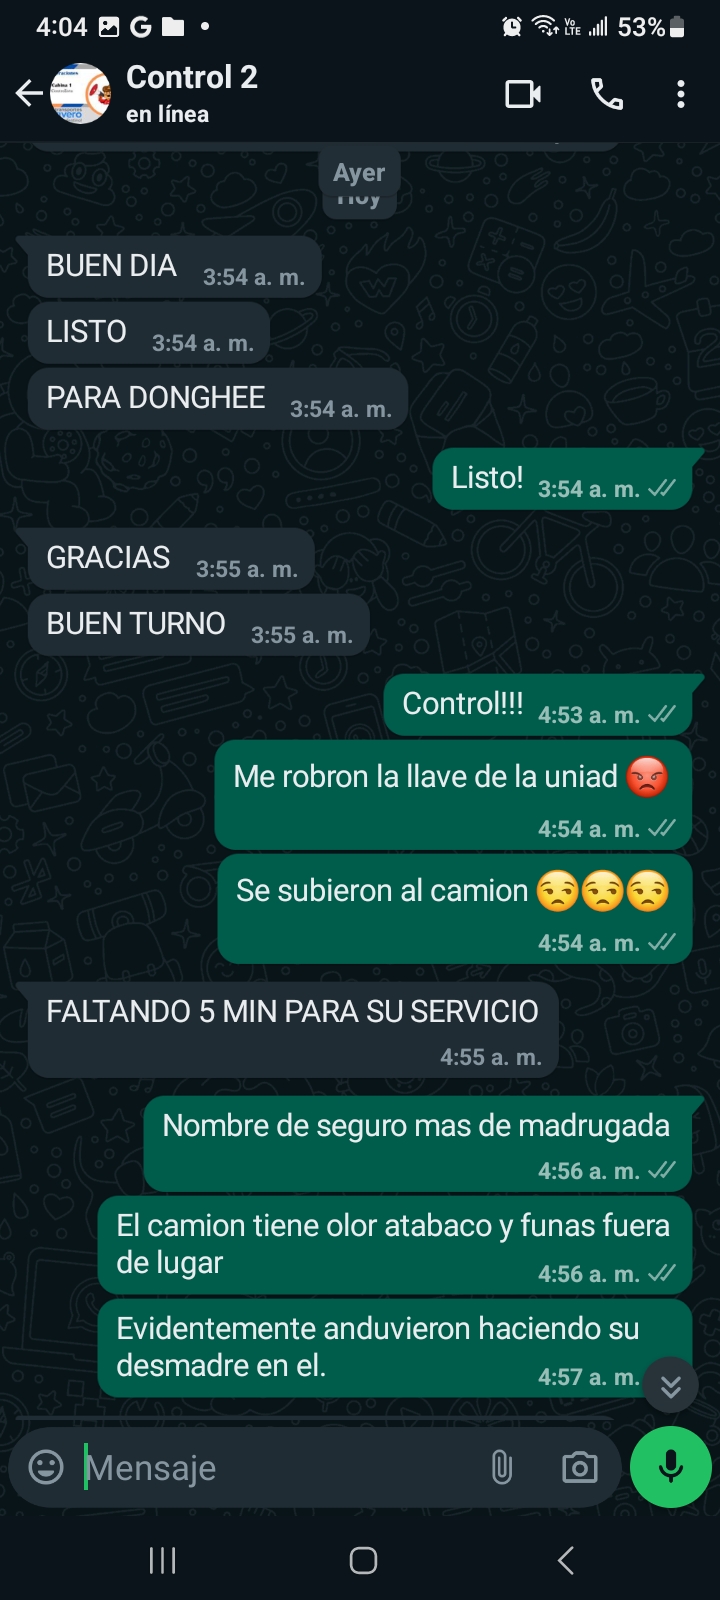 4:04
G
Vo
LTE
53%
Control 2
en línea
Ayer
Hoy
BUEN DIA 3:54 a. m.
LISTO 3:54 a. m.
PARA DONGHEE 3:54 a. m.
Listo! 3:54 a. m.
GRACIAS 3:55 a. m.
BUEN TURNO 3:55 a. m.
Control!!! 4:53 a. m.
Me robron la llave de la uniad 😡
4:54 a. m.
Se subieron al camion 😒😒😒
4:54 a. m.
FALTANDO 5 MIN PARA SU SERVICIO
4:55 a. m.
Nombre de seguro mas de madrugada
4:56 a. m.
El camion tiene olor atabaco y funas fuera
de lugar 4:56 a. m.
Evidentemente anduvieron haciendo su
desmadre en el. 4:57 a. m.
Mensaje